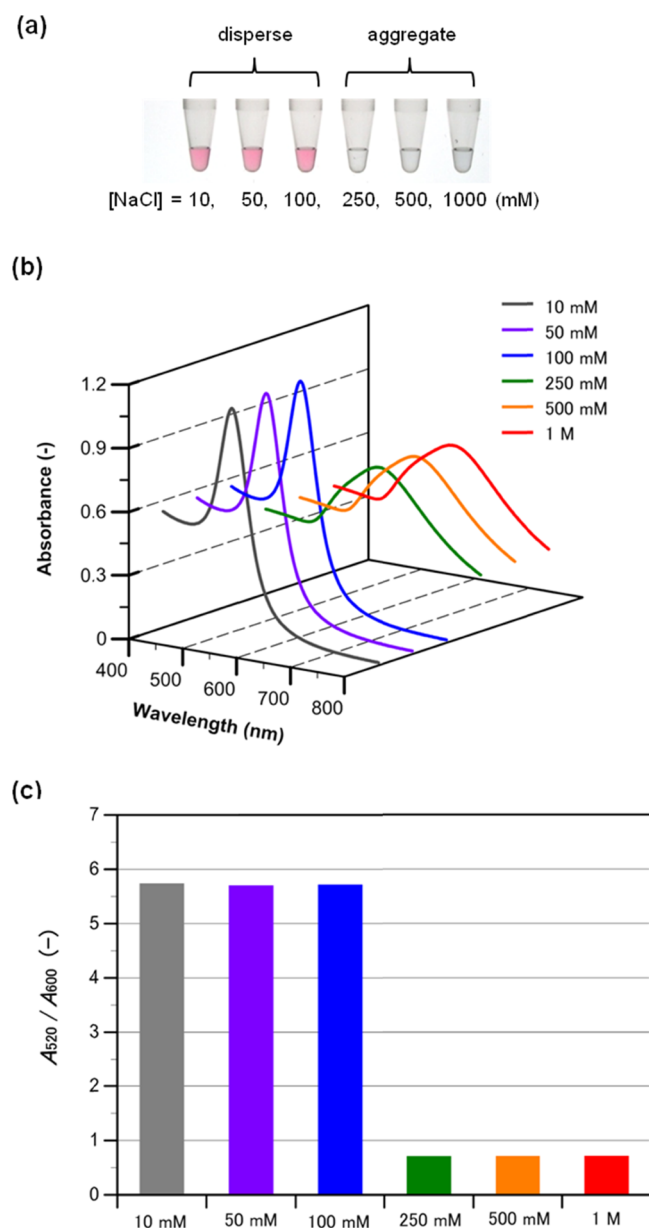 (a)
disperse aggregate
[NaCl] = 10, 50, 100, 250, 500, 1000 (mM)
(b)
10 mM
50 mM
100 mM
250 mM
500 mM
1 M
1.2
0.9
0.6
0.3
0
Absorbance (-)
400 500 600 700 800
Wavelength (nm)
(c)
7
6
5
4
3
2
1
0
A520 / A600 (−)
10 mM 50 mM 100 mM 250 mM 500 mM 1 M